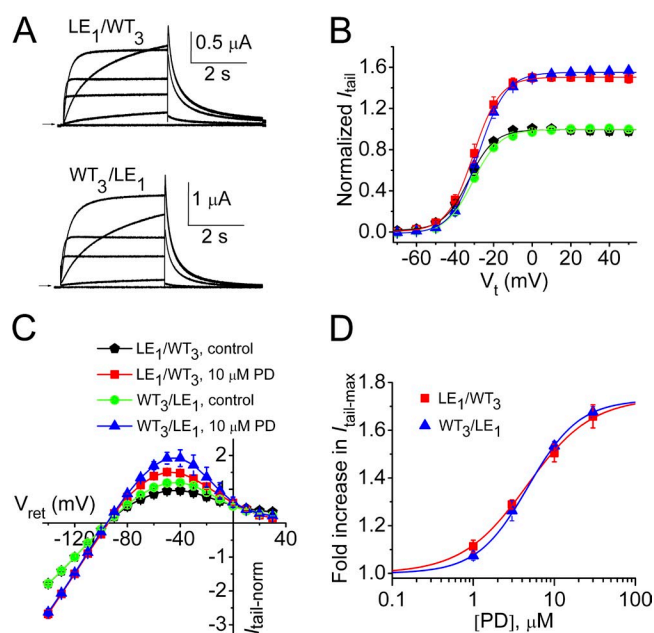 A
LE1/WT3
0.5 μA
2 s
WT3/LE1
1 μA
2 s
B
Normalized Itail
1.6
1.2
0.8
0.4
0.0
-60 -40 -20 0 20 40
Vt (mV)
C
LE1/WT3, control
LE1/WT3, 10 μM PD
WT3/LE1, control
WT3/LE1, 10 μM PD
Vret (mV)
-120 -80 -40 0 40
2
1
-1
-2
-3
Itail-norm
D
LE1/WT3
WT3/LE1
Fold increase in Itail-max
1.8
1.6
1.4
1.2
1.0
0.1 1 10 100
[PD], μM